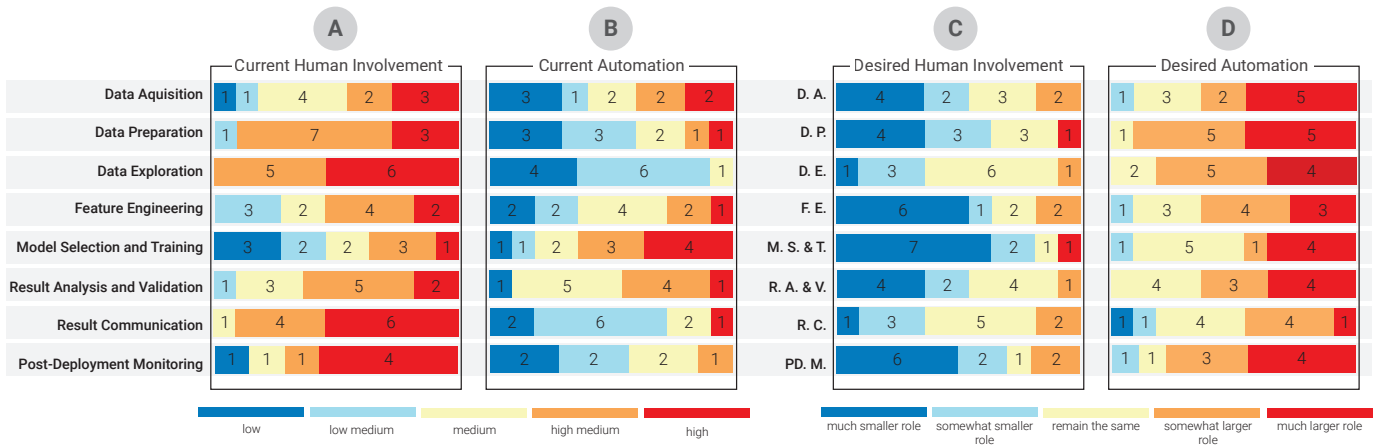 A B C D
Current Human Involvement Current Automation Desired Human Involvement Desired Automation
Data Aquisition 1 1 4 2 3 3 1 2 2 2 D. A. 4 2 3 2 1 3 2 5
Data Preparation 1 7 3 3 3 2 1 1 D. P. 4 3 3 1 1 5 5
Data Exploration 5 6 4 6 1 D. E. 1 3 6 1 2 5 4
Feature Engineering 3 2 4 2 2 2 4 2 1 F. E. 6 1 2 2 1 3 4 3
Model Selection and Training 3 2 2 3 1 1 1 2 3 4 M. S. & T. 7 2 1 1 1 5 1 4
Result Analysis and Validation 1 3 5 2 1 5 4 1 R. A. & V. 4 2 4 1 4 3 4
Result Communication 1 4 6 2 6 2 1 R. C. 1 3 5 2 1 1 4 4 1
Post-Deployment Monitoring 1 1 1 4 2 2 2 1 PD. M. 6 2 1 2 1 1 3 4
low low medium medium high medium high much smaller role somewhat smaller remain the same somewhat larger much larger role
role role